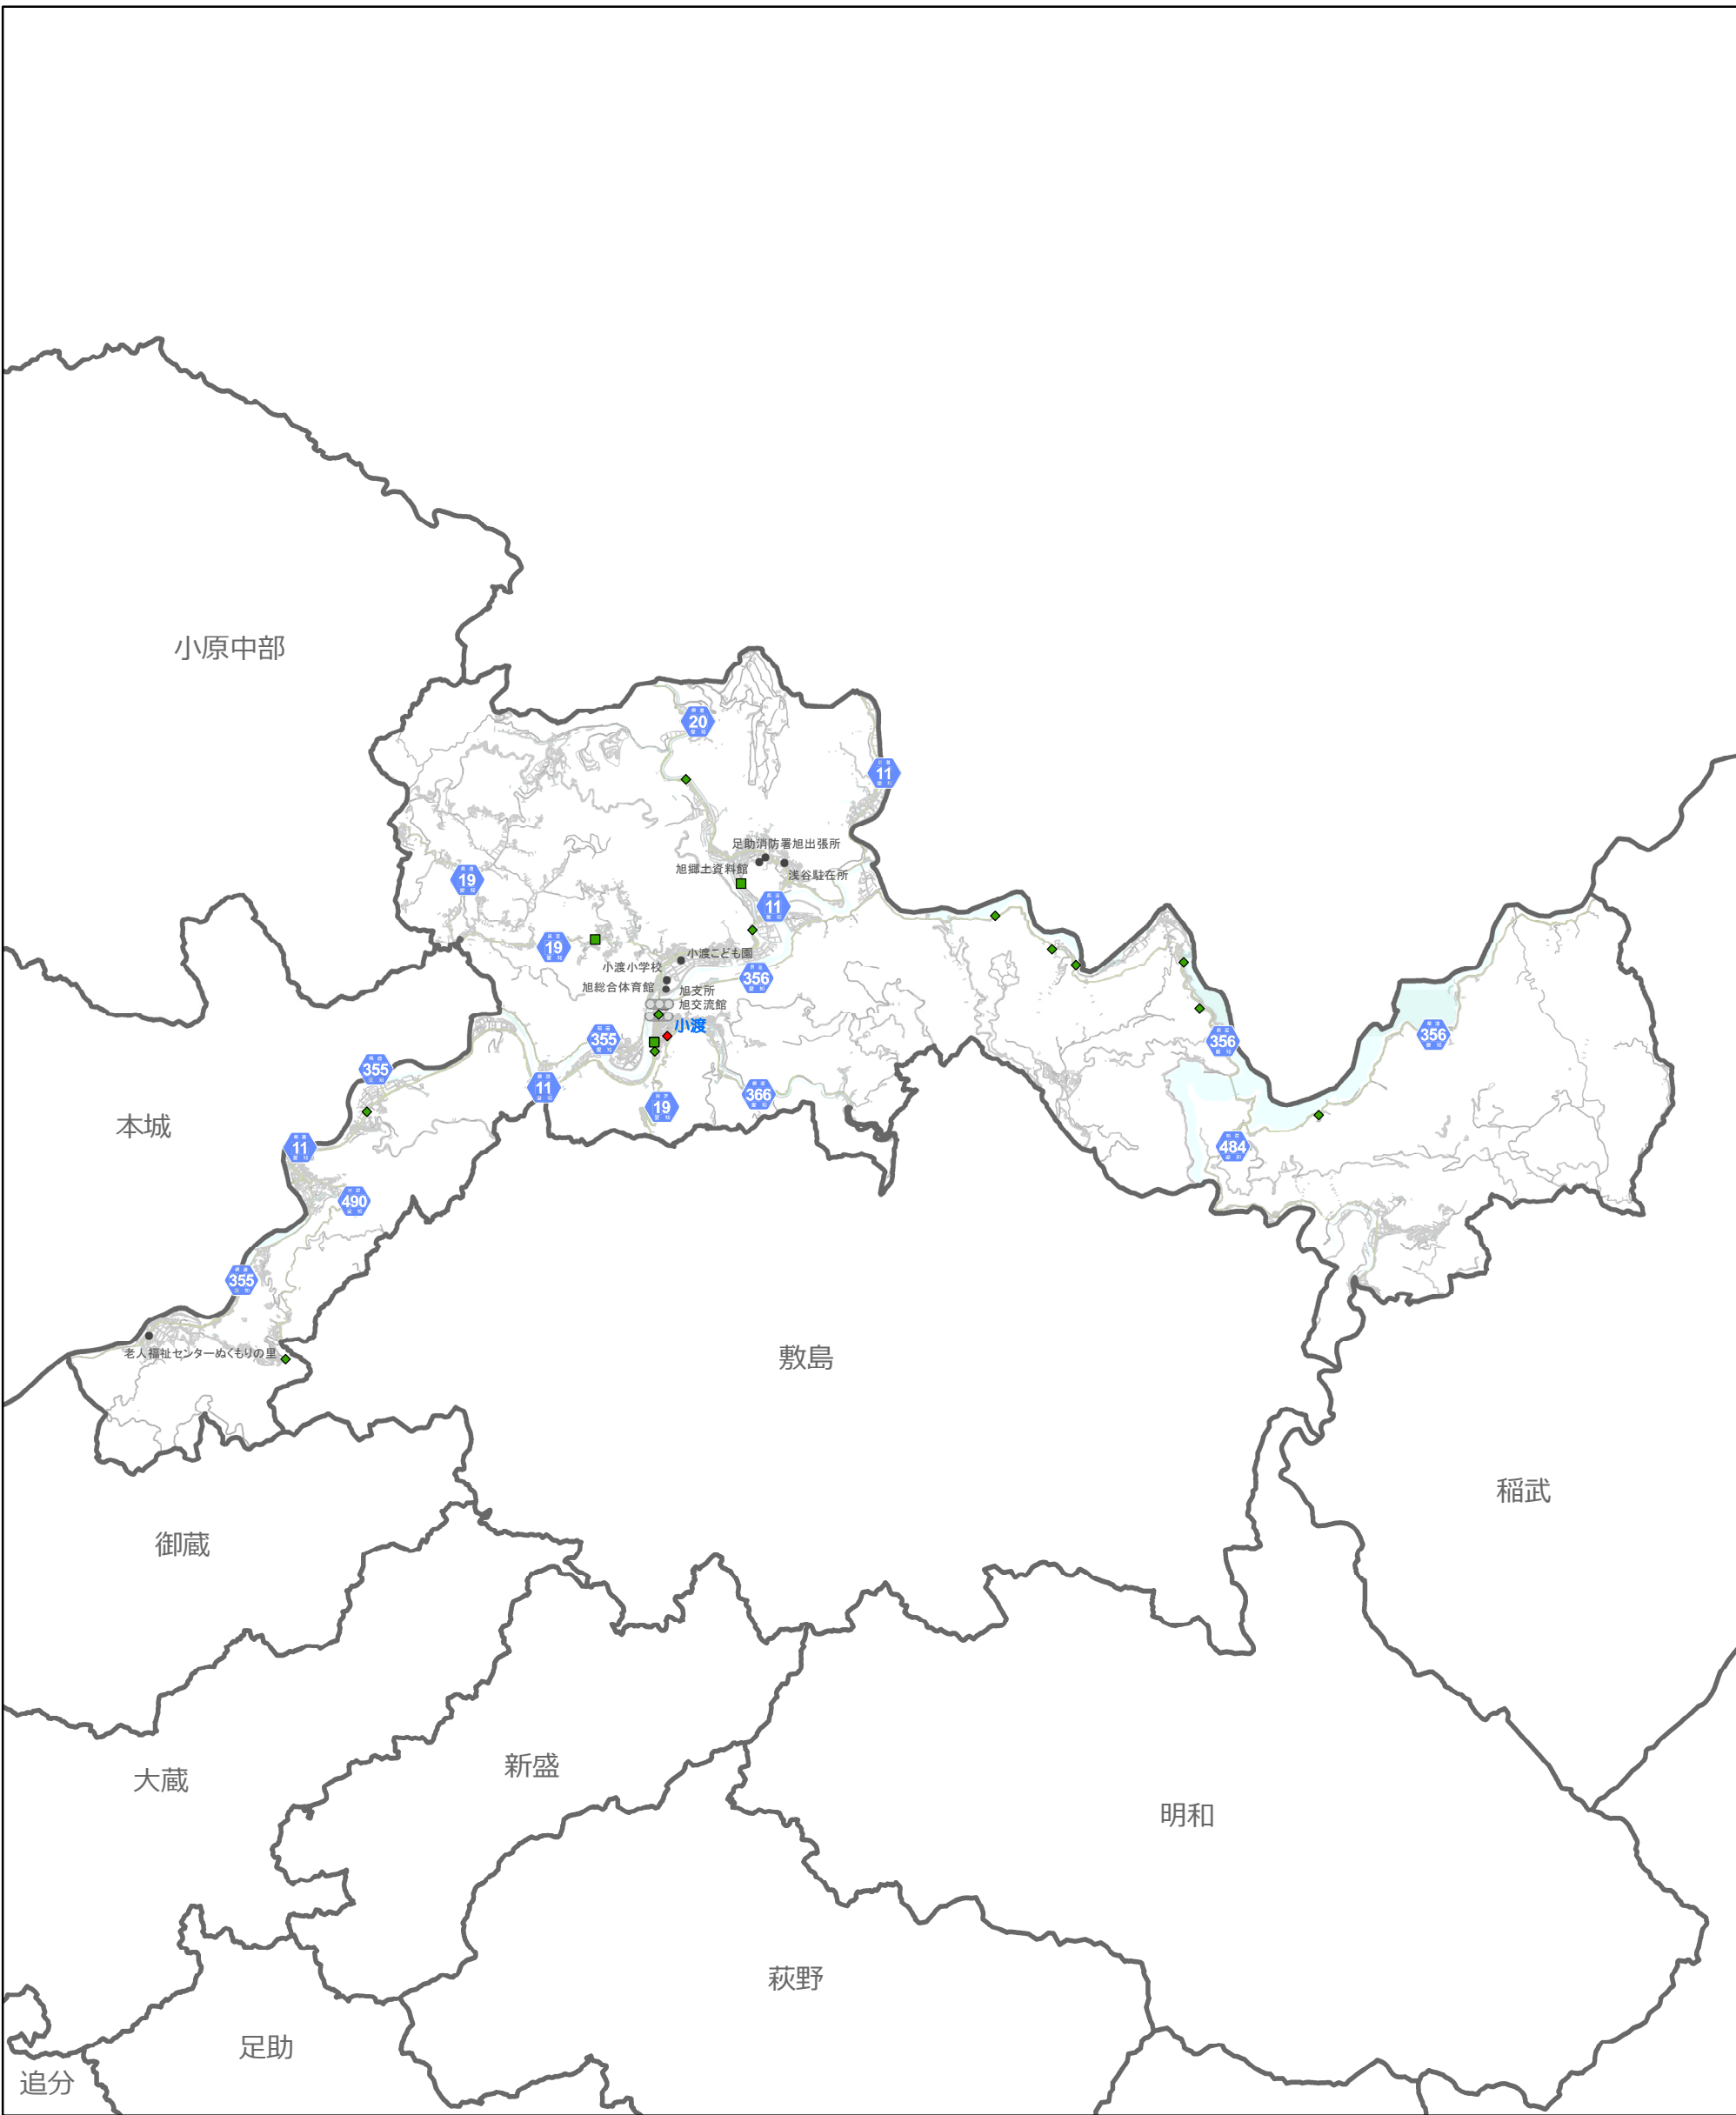 小原中部
20
11
足助消防署旭出張所
旭郷土資料館
浅谷駐在所
19
11
19
小渡こども園
小渡小学校
356
旭総合体育館
旭支所
旭交流館
小渡
355
356
356
355
11
366
19
本城
11
484
490
355
老人福祉センターぬくもりの里
敷島
稲武
御蔵
新盛
大蔵
明和
萩野
足助
追分